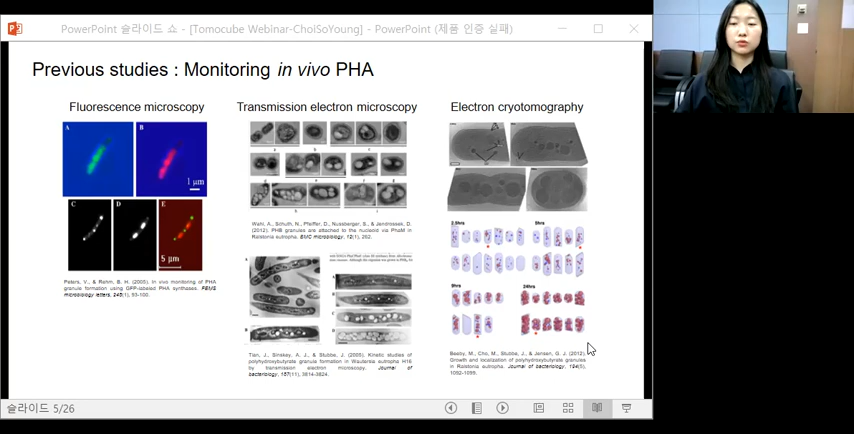 PowerPoint 슬라이드 쇼 - [Tomocube Webinar-ChoiSoYoung] - PowerPoint (제품 인증 실패)
Previous studies : Monitoring in vivo PHA
Fluorescence microscopy
A
B
1 μm
C
D
E
5 μm
Peters, V., & Rehm, B. H. (2005). In vivo monitoring of PHA
granule formation using GFP-labeled PHA synthases. FEMS
microbiology letters, 248(1), 93-100.
Transmission electron microscopy
Wahl, A., Schuth, N., Pfeiffer, D., Nussberger, S., & Jendrossek, D.
(2012). PHB granules are attached to the nucleoid via PhaM in
Ralstonia eutropha. BMC microbiology, 12(1), 262.
Tian, J., Sinskey, A. J., & Stubbe, J. (2005). Kinetic studies of
polyhydroxybutyrate granule formation in Wautersia eutropha H16
by transmission electron microscopy. Journal of
bacteriology, 187(11), 3814-3824.
Electron cryotomography
2.5hrs
5hrs
9hrs
24hrs
Beeby, M., Cho, M., Stubbe, J., & Jensen, G. J. (2012).
Growth and localization of polyhydroxybutyrate granules
in Ralstonia eutropha. Journal of bacteriology, 194(5),
1092-1099.
슬라이드 5/26